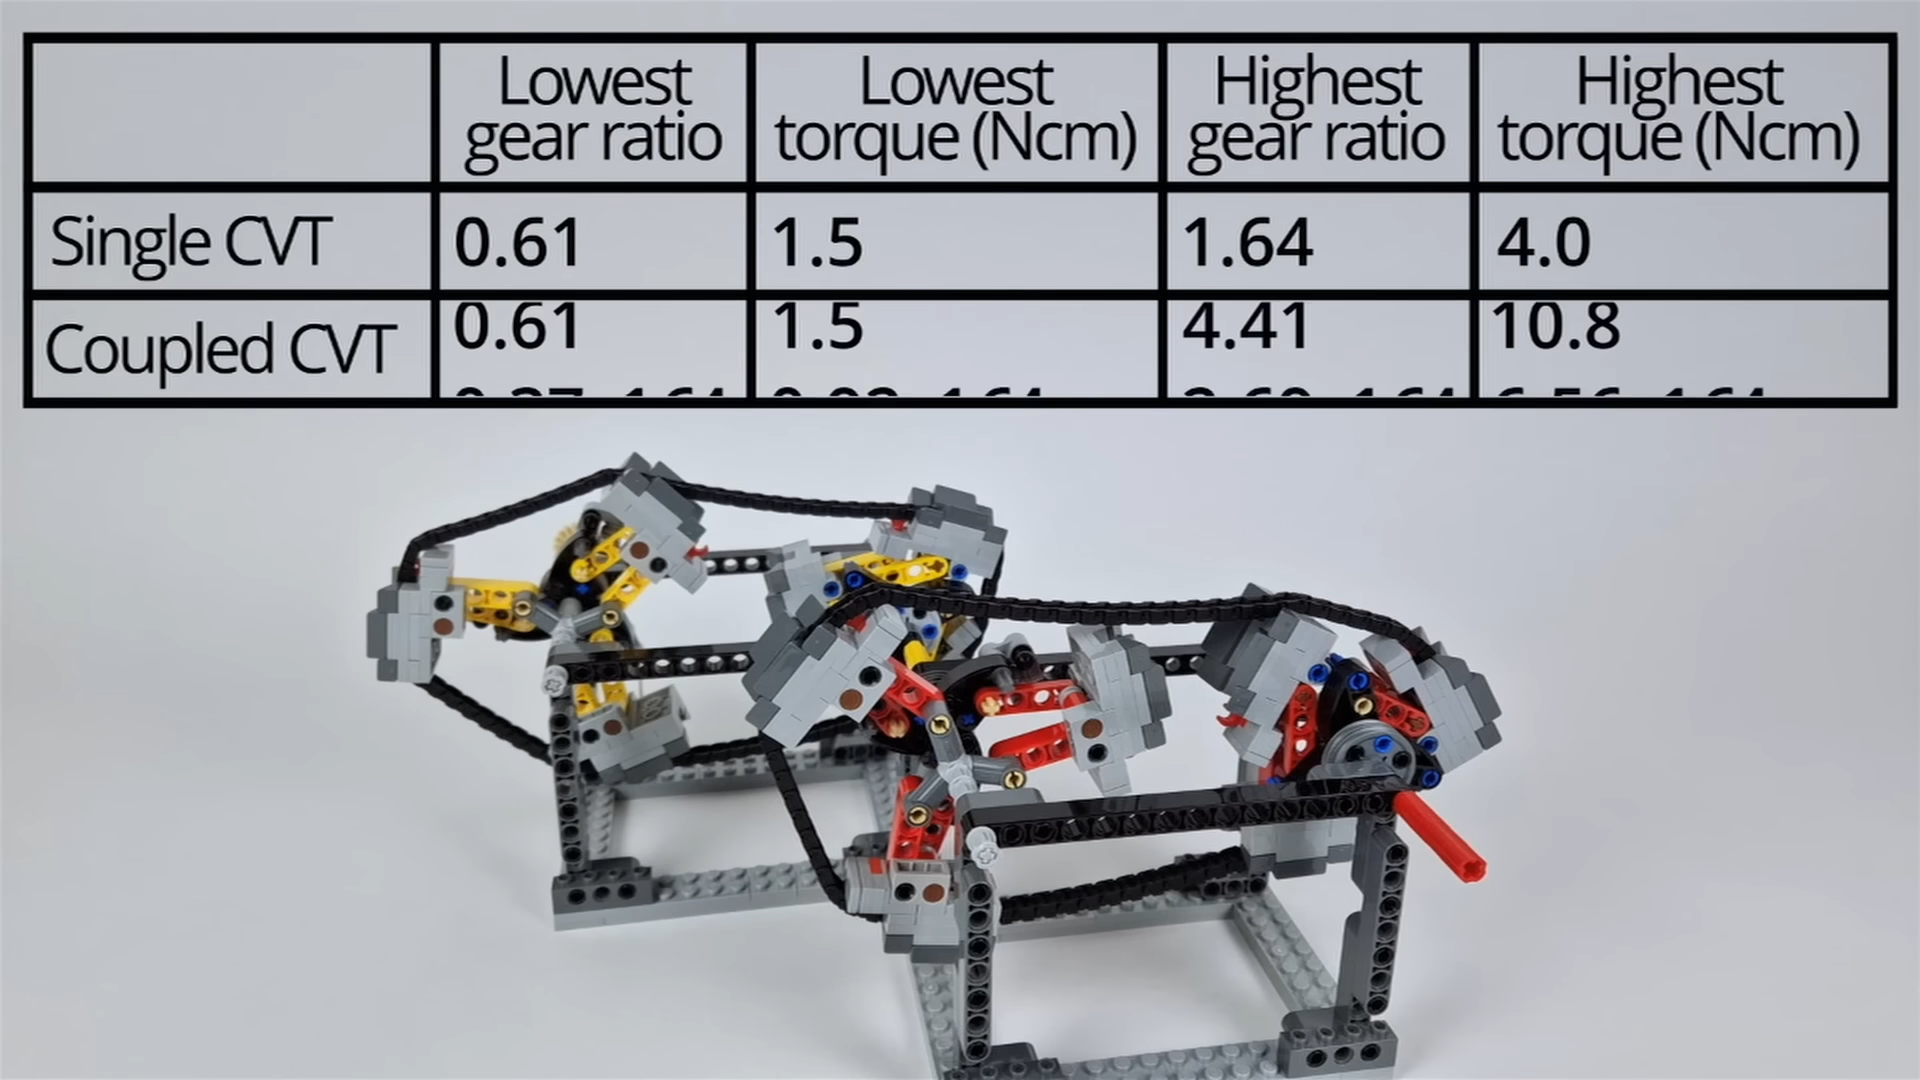 Lowest
gear ratio
Lowest
torque (Ncm)
Highest
gear ratio
Highest
torque (Ncm)
Single CVT 0.61 1.5 1.64 4.0
Coupled CVT 0.61 1.5 4.41 10.8